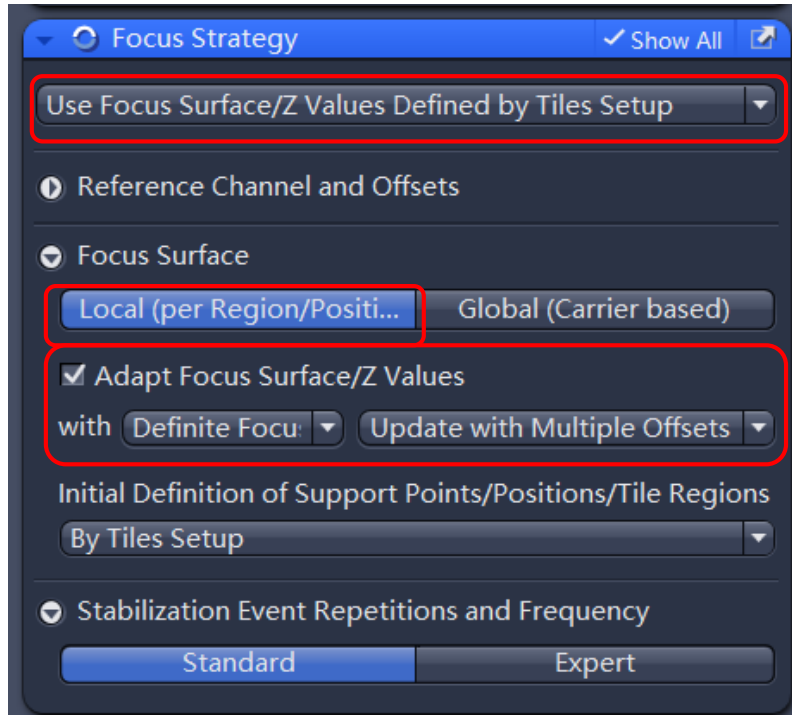 Focus Strategy ✓ Show All
Use Focus Surface/Z Values Defined by Tiles Setup
Reference Channel and Offsets
Focus Surface
Local (per Region/Positi... Global (Carrier based)
Adapt Focus Surface/Z Values
with Definite Focu Update with Multiple Offsets
Initial Definition of Support Points/Positions/Tile Regions
By Tiles Setup
Stabilization Event Repetitions and Frequency
Standard Expert